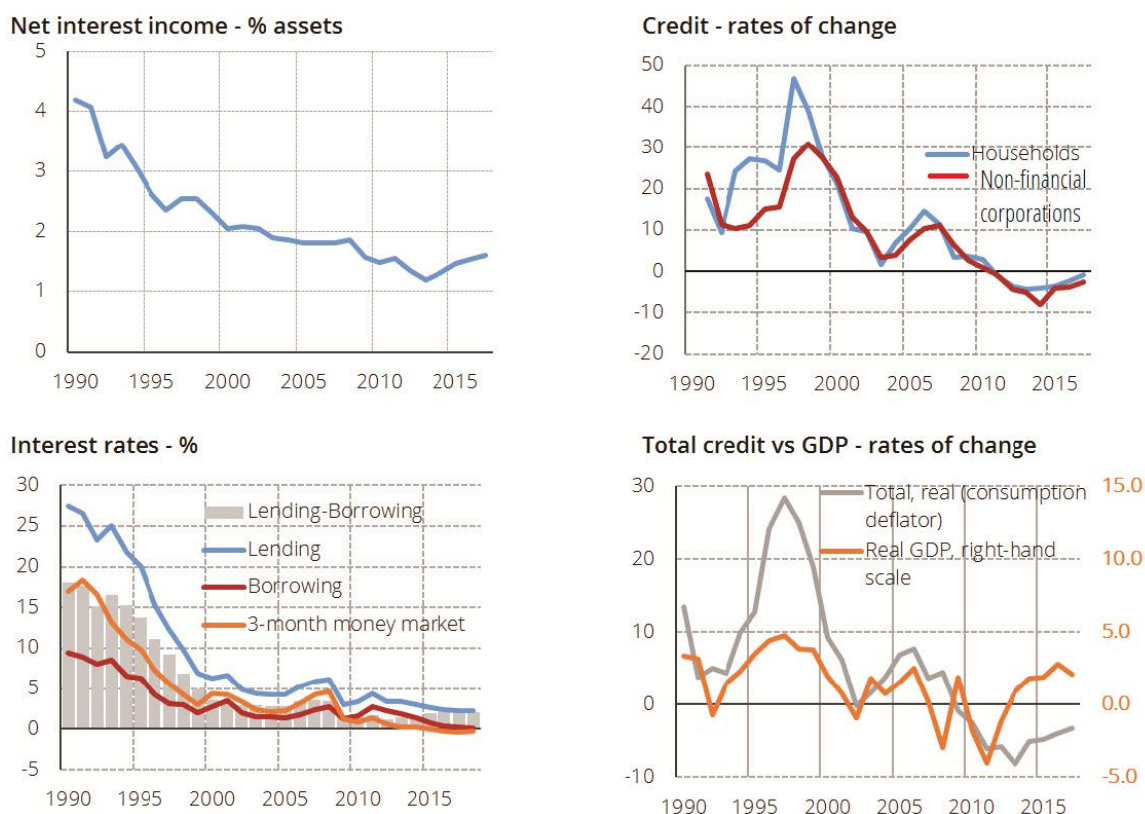 Net interest income - % assets
5
4
3
2
1
0
1990 1995 2000 2005 2010 2015
Credit - rates of change
50
40
30
20
10
0
-10
-20
Households
Non-financial
corporations
1990 1995 2000 2005 2010 2015
Interest rates - %
30
25
20
15
10
5
0
-5
Lending-Borrowing
Lending
Borrowing
3-month money market
1990 1995 2000 2005 2010 2015
Total credit vs GDP - rates of change
30
20
10
0
-10
Total, real (consumption
deflator)
Real GDP, right-hand
scale
15.0
10.0
5.0
0.0
-5.0
1990 1995 2000 2005 2010 2015